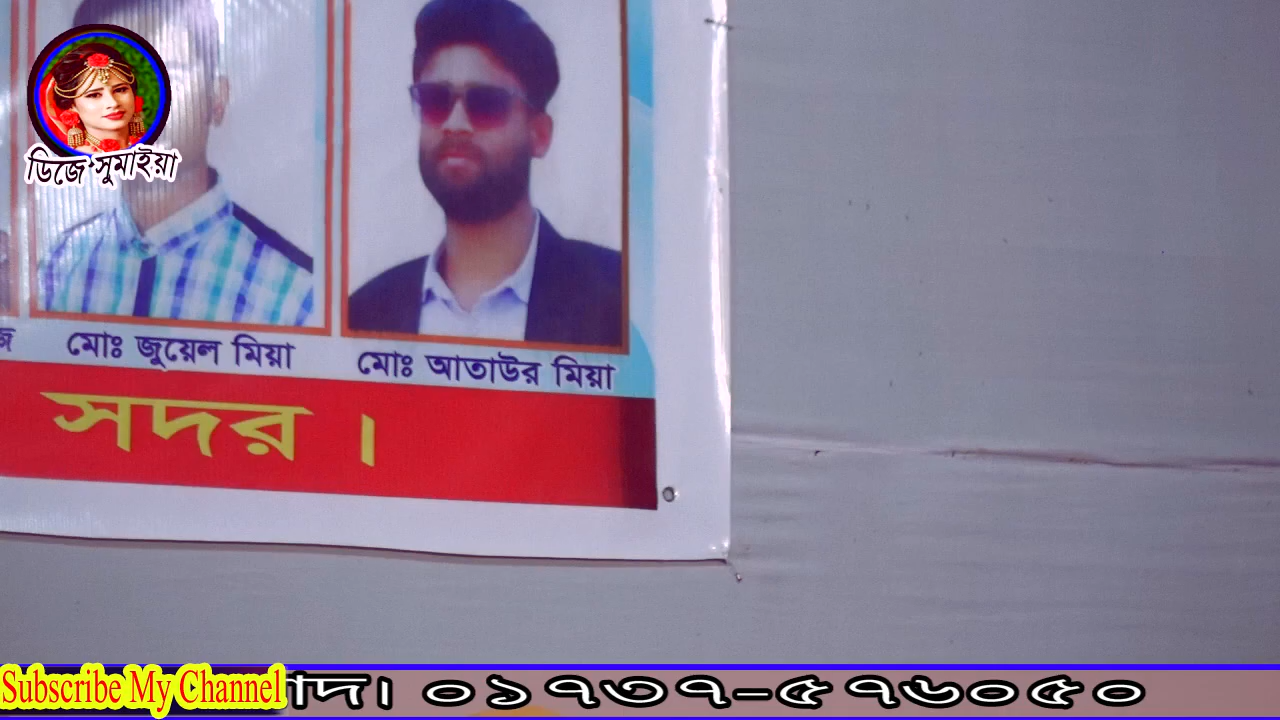 ডিজে সুমাইয়া
মোঃ জুয়েল মিয়া
মোঃ আতাউর মিয়া
সদর ।
Subscribe My Channel
০১৭৩৭-৫৭৬০৫০